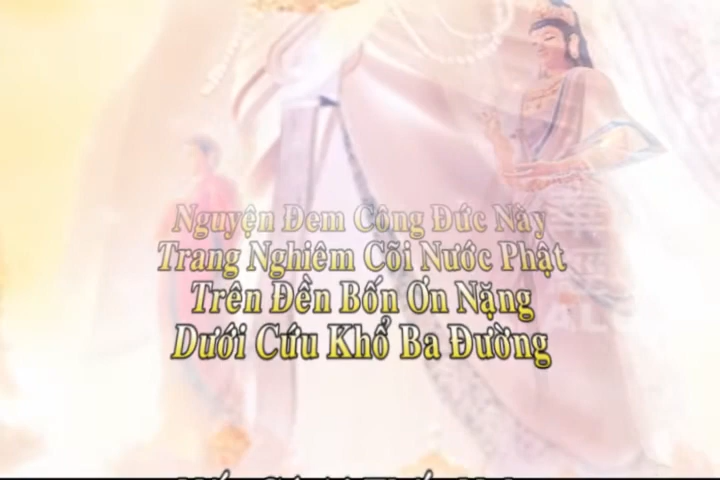 Nguyện Đem Công Đức Này
Trang Nghiêm Cõi Nước Phật
Trên Đền Bốn Ơn Nặng
Dưới Cứu Khổ Ba Đường